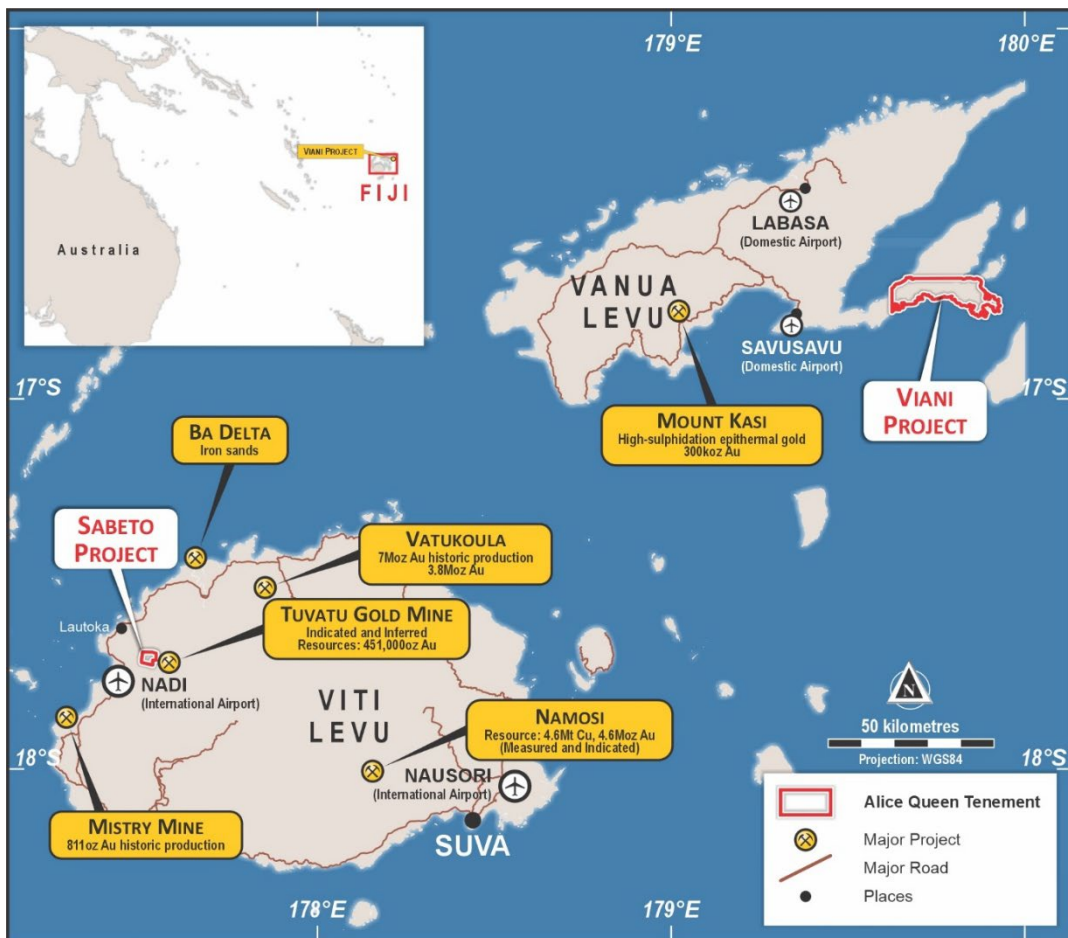 179°E
180°E
VIANI PROJECT
FIJI
Australia
LABASA
(Domestic Airport)
VANUA
LEVU
SAVUSAVU
(Domestic Airport)
17°S
17°S
VIANI
PROJECT
MOUNT KASI
High-sulphidation epithermal gold
300koz Au
BA DELTA
Iron sands
SABETO
PROJECT
VATUKOULA
7Moz Au historic production
3.8Moz Au
TUVATU GOLD MINE
Indicated and Inferred
Resources: 451,000oz Au
Lautoka
NADI
(International Airport)
VITI
LEVU
NAMOSI
Resource: 4.6Mt Cu, 4.6Moz Au
(Measured and Indicated)
N
50 kilometres
Projection: WGS84
18°S
18°S
NAUSORI
(International Airport)
MISTRY MINE
811oz Au historic production
SUVA
Alice Queen Tenement
Major Project
Major Road
Places
178°E
179°E